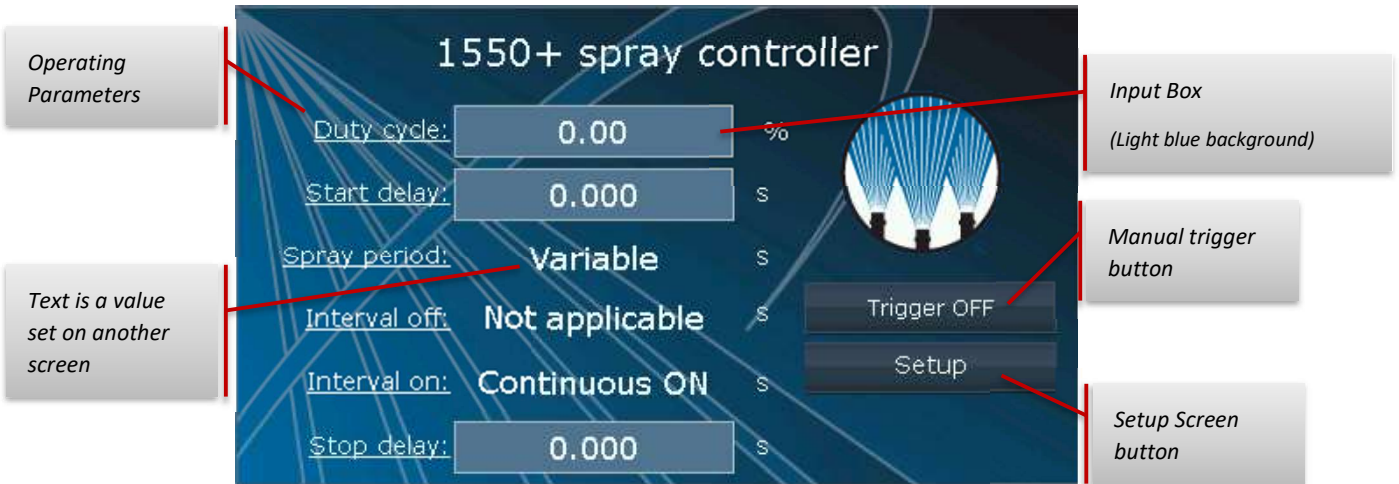 Operating
Parameters
Text is a value
set on another
screen
1550+ spray controller
Duty cycle: 0.00 %
Start delay: 0.000 s
Spray period: Variable s
Interval off: Not applicable s
Interval on: Continuous ON s
Stop delay: 0.000 s
Trigger OFF
Setup
Input Box
(Light blue background)
Manual trigger
button
Setup Screen
button